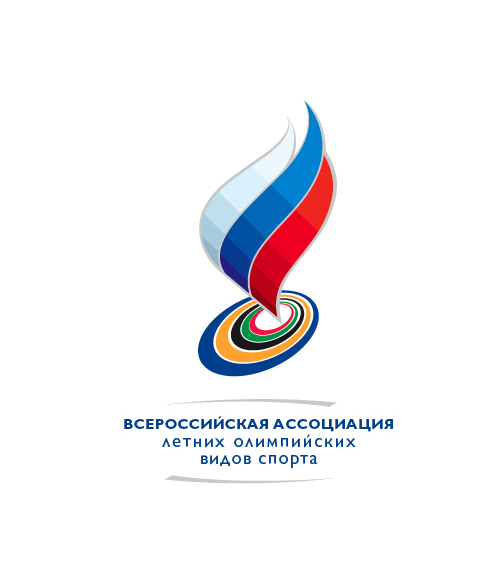 ВСЕРОССИЙСКАЯ АССОЦИАЦИЯ
летних олимпийских
видов спорта